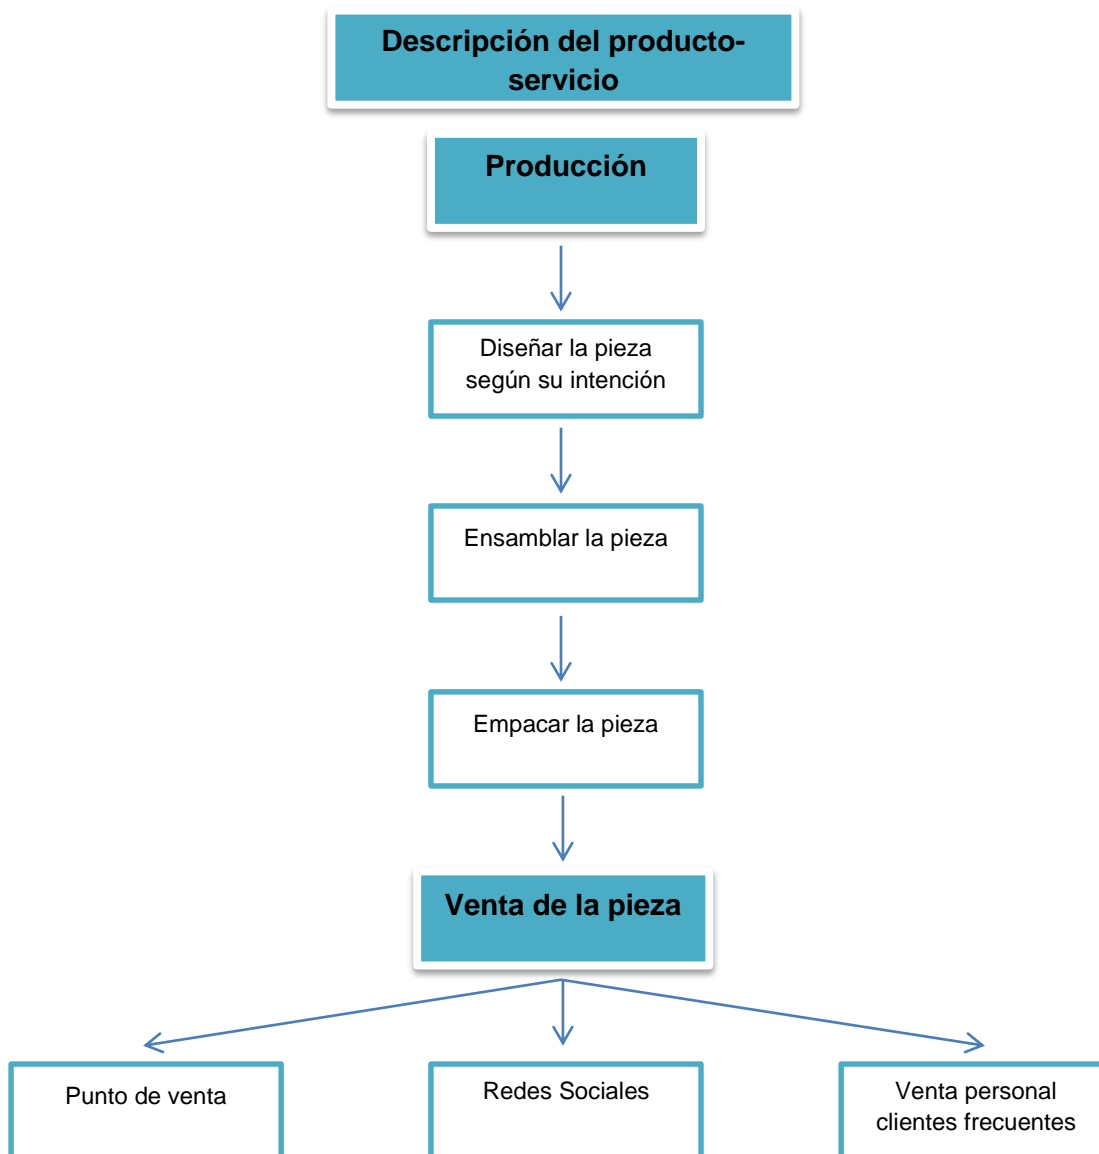 Descripción del producto-
servicio
Producción
Diseñar la pieza
según su intención
Ensamblar la pieza
Empacar la pieza
Venta de la pieza
Punto de venta
Redes Sociales
Venta personal
clientes frecuentes